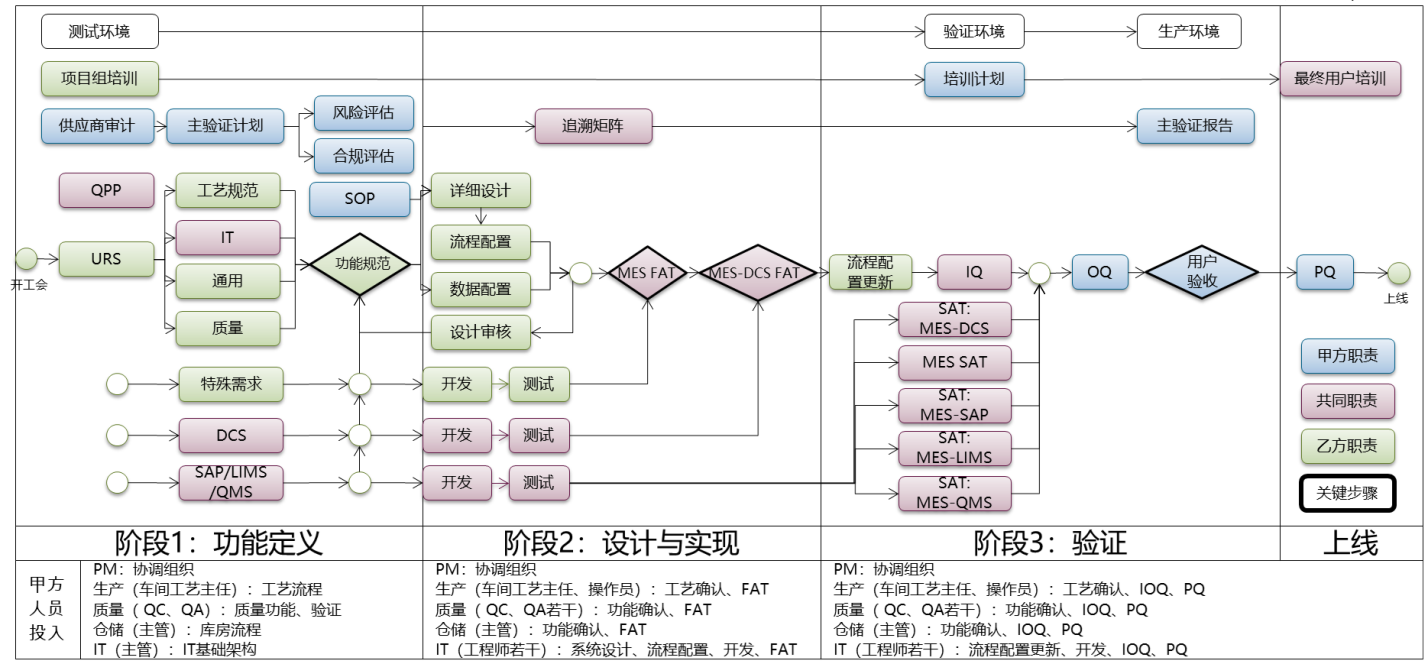 测试环境
验证环境
生产环境
项目组培训
培训计划
最终用户培训
供应商审计
主验证计划
风险评估
合规评估
追溯矩阵
主验证报告
QPP
工艺规范
SOP
详细设计
IT
流程配置
URS
功能规范
开工会
通用
数据配置
质量
设计审核
MES FAT
MES-DCS FAT
流程配
置更新
IQ
OQ
用户
验收
PQ
上线
SAT:
MES-DCS
MES SAT
SAT:
MES-SAP
SAT:
MES-LIMS
SAT:
MES-QMS
特殊需求
开发
测试
DCS
开发
测试
SAP/LIMS
/QMS
开发
测试
甲方职责
共同职责
乙方职责
关键步骤
阶段1：功能定义
阶段2：设计与实现
阶段3：验证
上线
甲方
人员
投入
PM：协调组织
生产（车间工艺主任）：工艺流程
质量（ QC、QA）：质量功能、验证
仓储（主管）：库房流程
IT（主管）：IT基础架构
PM：协调组织
生产（车间工艺主任、操作员）：工艺确认、FAT
质量（ QC、QA若干）：功能确认、FAT
仓储（主管）：功能确认、FAT
IT（工程师若干）：系统设计、流程配置、开发、FAT
PM：协调组织
生产（车间工艺主任、操作员）：工艺确认、IOQ、PQ
质量（ QC、QA若干）：功能确认、IOQ、PQ
仓储（主管）：功能确认、IOQ、PQ
IT（工程师若干）：流程配置更新、开发、IOQ、PQ